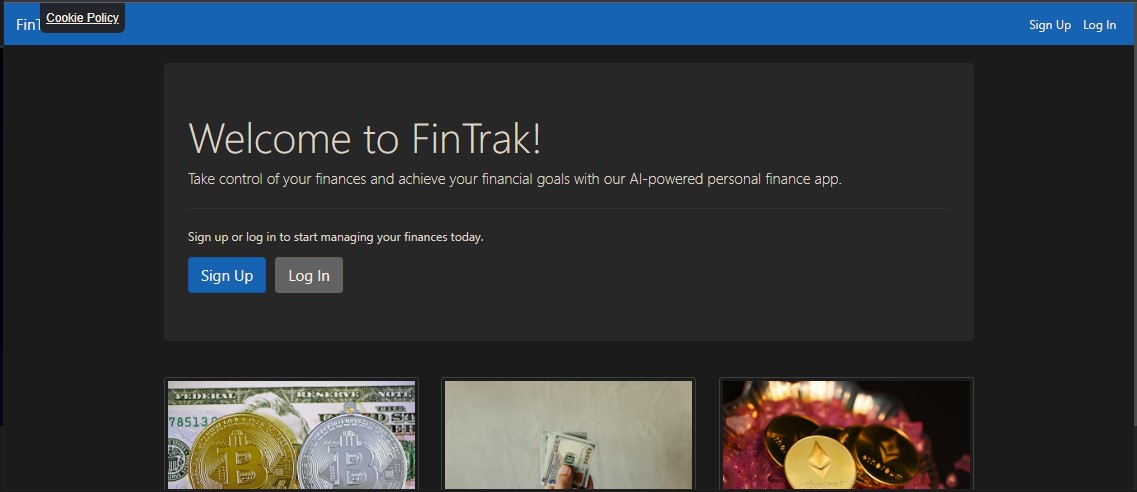 Cookie Policy
Sign Up
Log In
Welcome to FinTrak!
Take control of your finances and achieve your financial goals with our AI-powered personal finance app.
Sign up or log in to start managing your finances today.
Sign Up
Log In
FEDERAL RESERVE NOTE